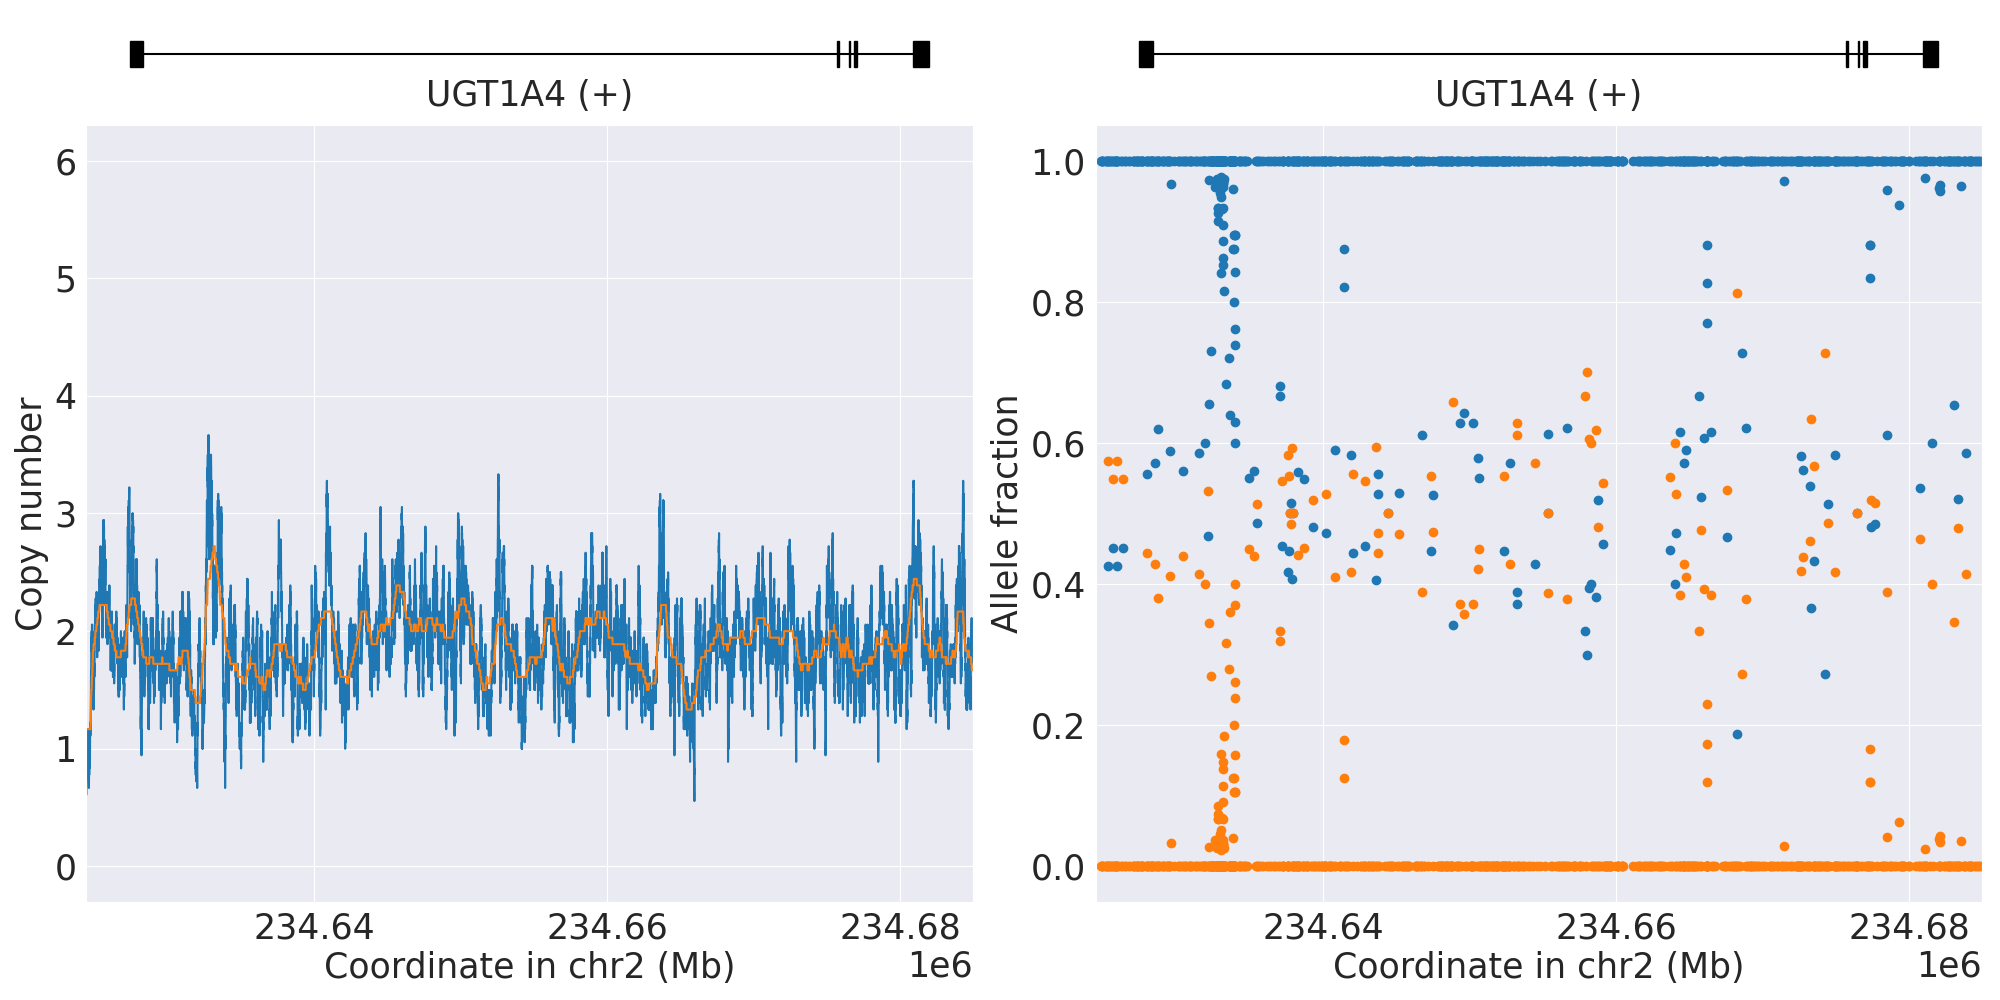 UGT1A4 (+)
6
5
4
3
2
1
0
Copy number
234.64 234.66 234.68
1e6
Coordinate in chr2 (Mb)
UGT1A4 (+)
1.0
0.8
0.6
0.4
0.2
0.0
Allele fraction
234.64 234.66 234.68
1e6
Coordinate in chr2 (Mb)